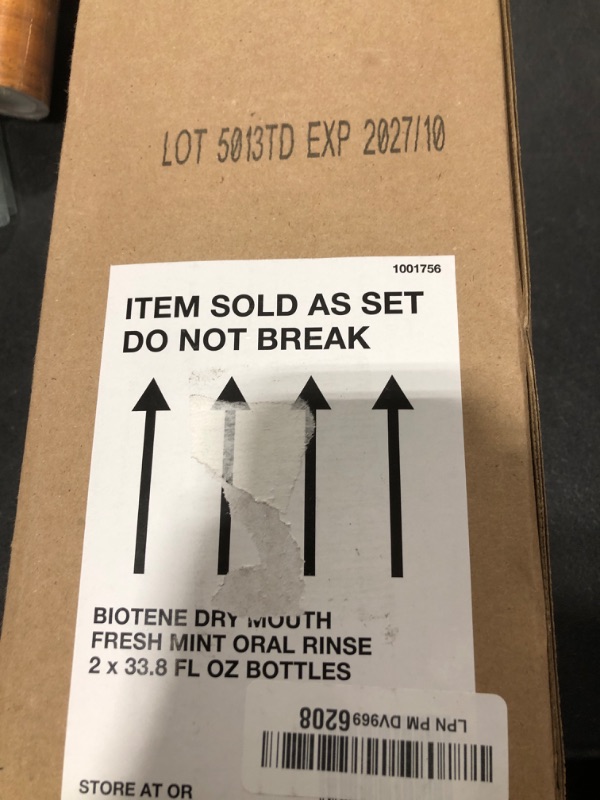 LOT 5013TD EXP 2027/10
1001756
ITEM SOLD AS SET
DO NOT BREAK
BIOTENE DRY MOUTH
FRESH MINT ORAL RINSE
2 x 33.8 FL OZ BOTTLES
LPN PM DV9696208
STORE AT OR